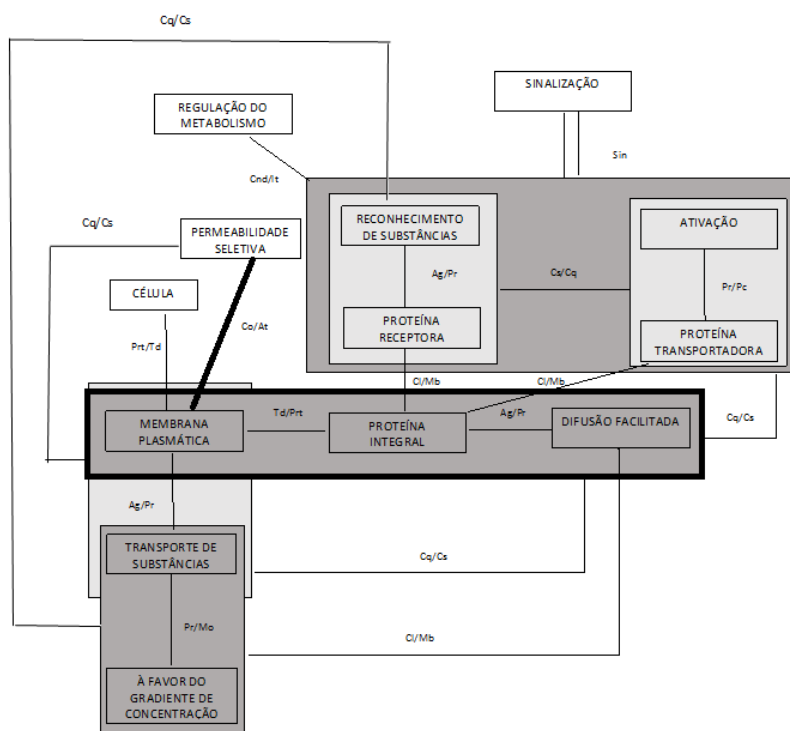 Cq/Cs
SINALIZAÇÃO
REGULAÇÃO DO
METABOLISMO
Sin
Cnd/It
Cq/Cs
PERMEABILIDADE
SELETIVA
RECONHECIMENTO
DE SUBSTÂNCIAS
ATIVAÇÃO
Ag/Pr
Cs/Cq
Pr/Pc
CÉLULA
Co/At
PROTEÍNA
RECEPTORA
PROTEÍNA
TRANSPORTADORA
Prt/Td
Cl/Mb
Cl/Mb
MEMBRANA
PLASMÁTICA
Td/Prt
PROTEÍNA
INTEGRAL
Ag/Pr
DIFUSÃO FACILITADA
Cq/Cs
Ag/Pr
TRANSPORTE DE
SUBSTÂNCIAS
Cq/Cs
Pr/Mo
Cl/Mb
À FAVOR DO
GRADIENTE DE
CONCENTRAÇÃO